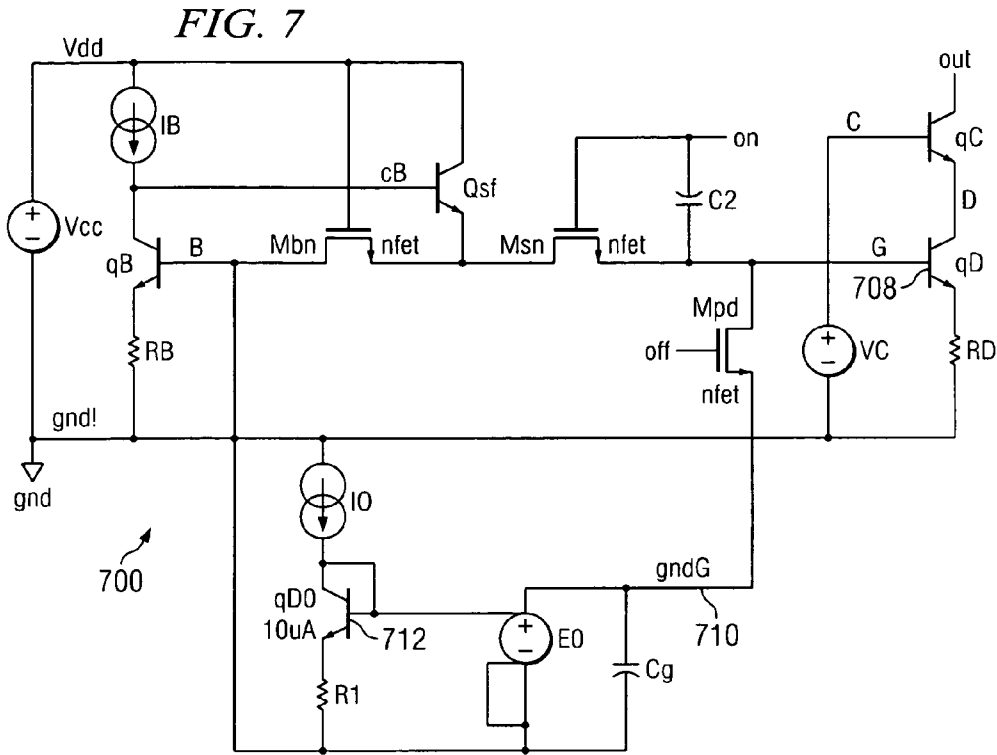 FIG. 7
Vdd
out
IB
C
qC
on
cB
Qsf
C2
D
Vcc
qB
B
Mbn
nfet
Msn
nfet
G
qD
708
Mpd
RB
off
VC
RD
nfet
gnd!
gnd
IO
700
gndG
qD0
10uA
712
E0
710
R1
Cg